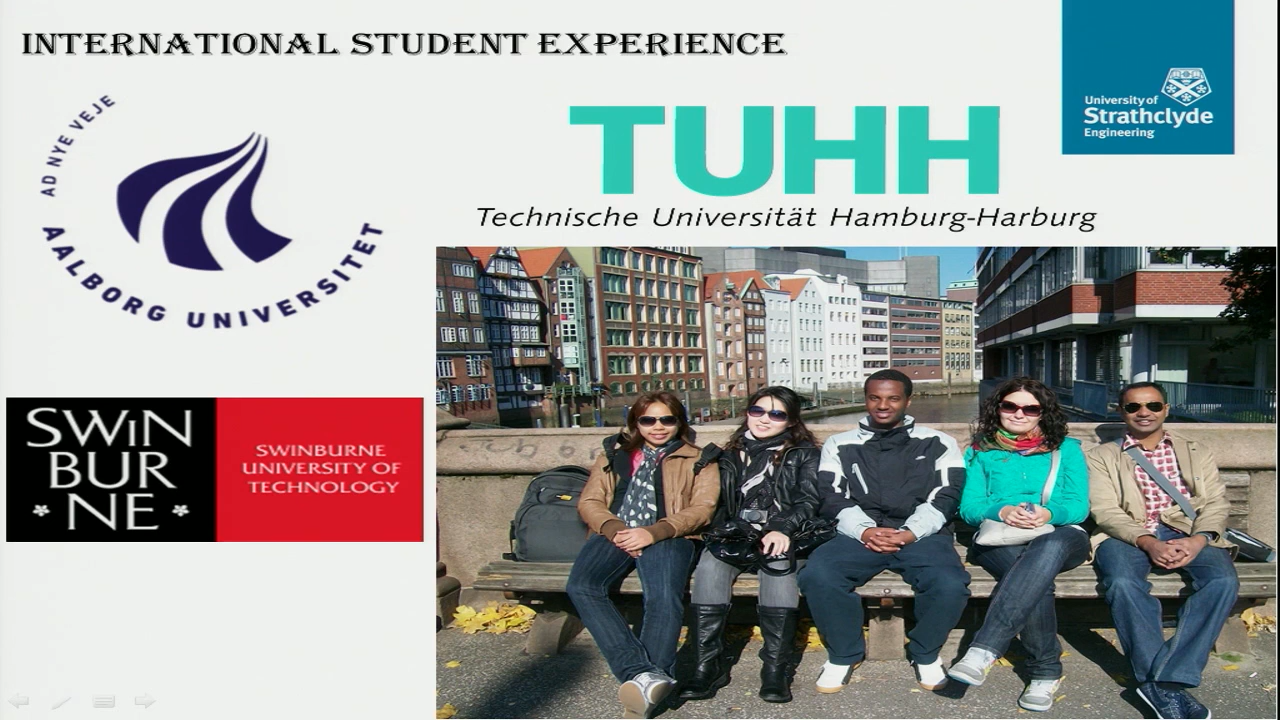 INTERNATIONAL STUDENT EXPERIENCE
University of
Strathclyde
Engineering
AD NYE VEJE
AALBORG UNIVERSITET
TUHH
Technische Universität Hamburg-Harburg
SWiN
BUR
NE
SWINBURNE
UNIVERSITY OF
TECHNOLOGY